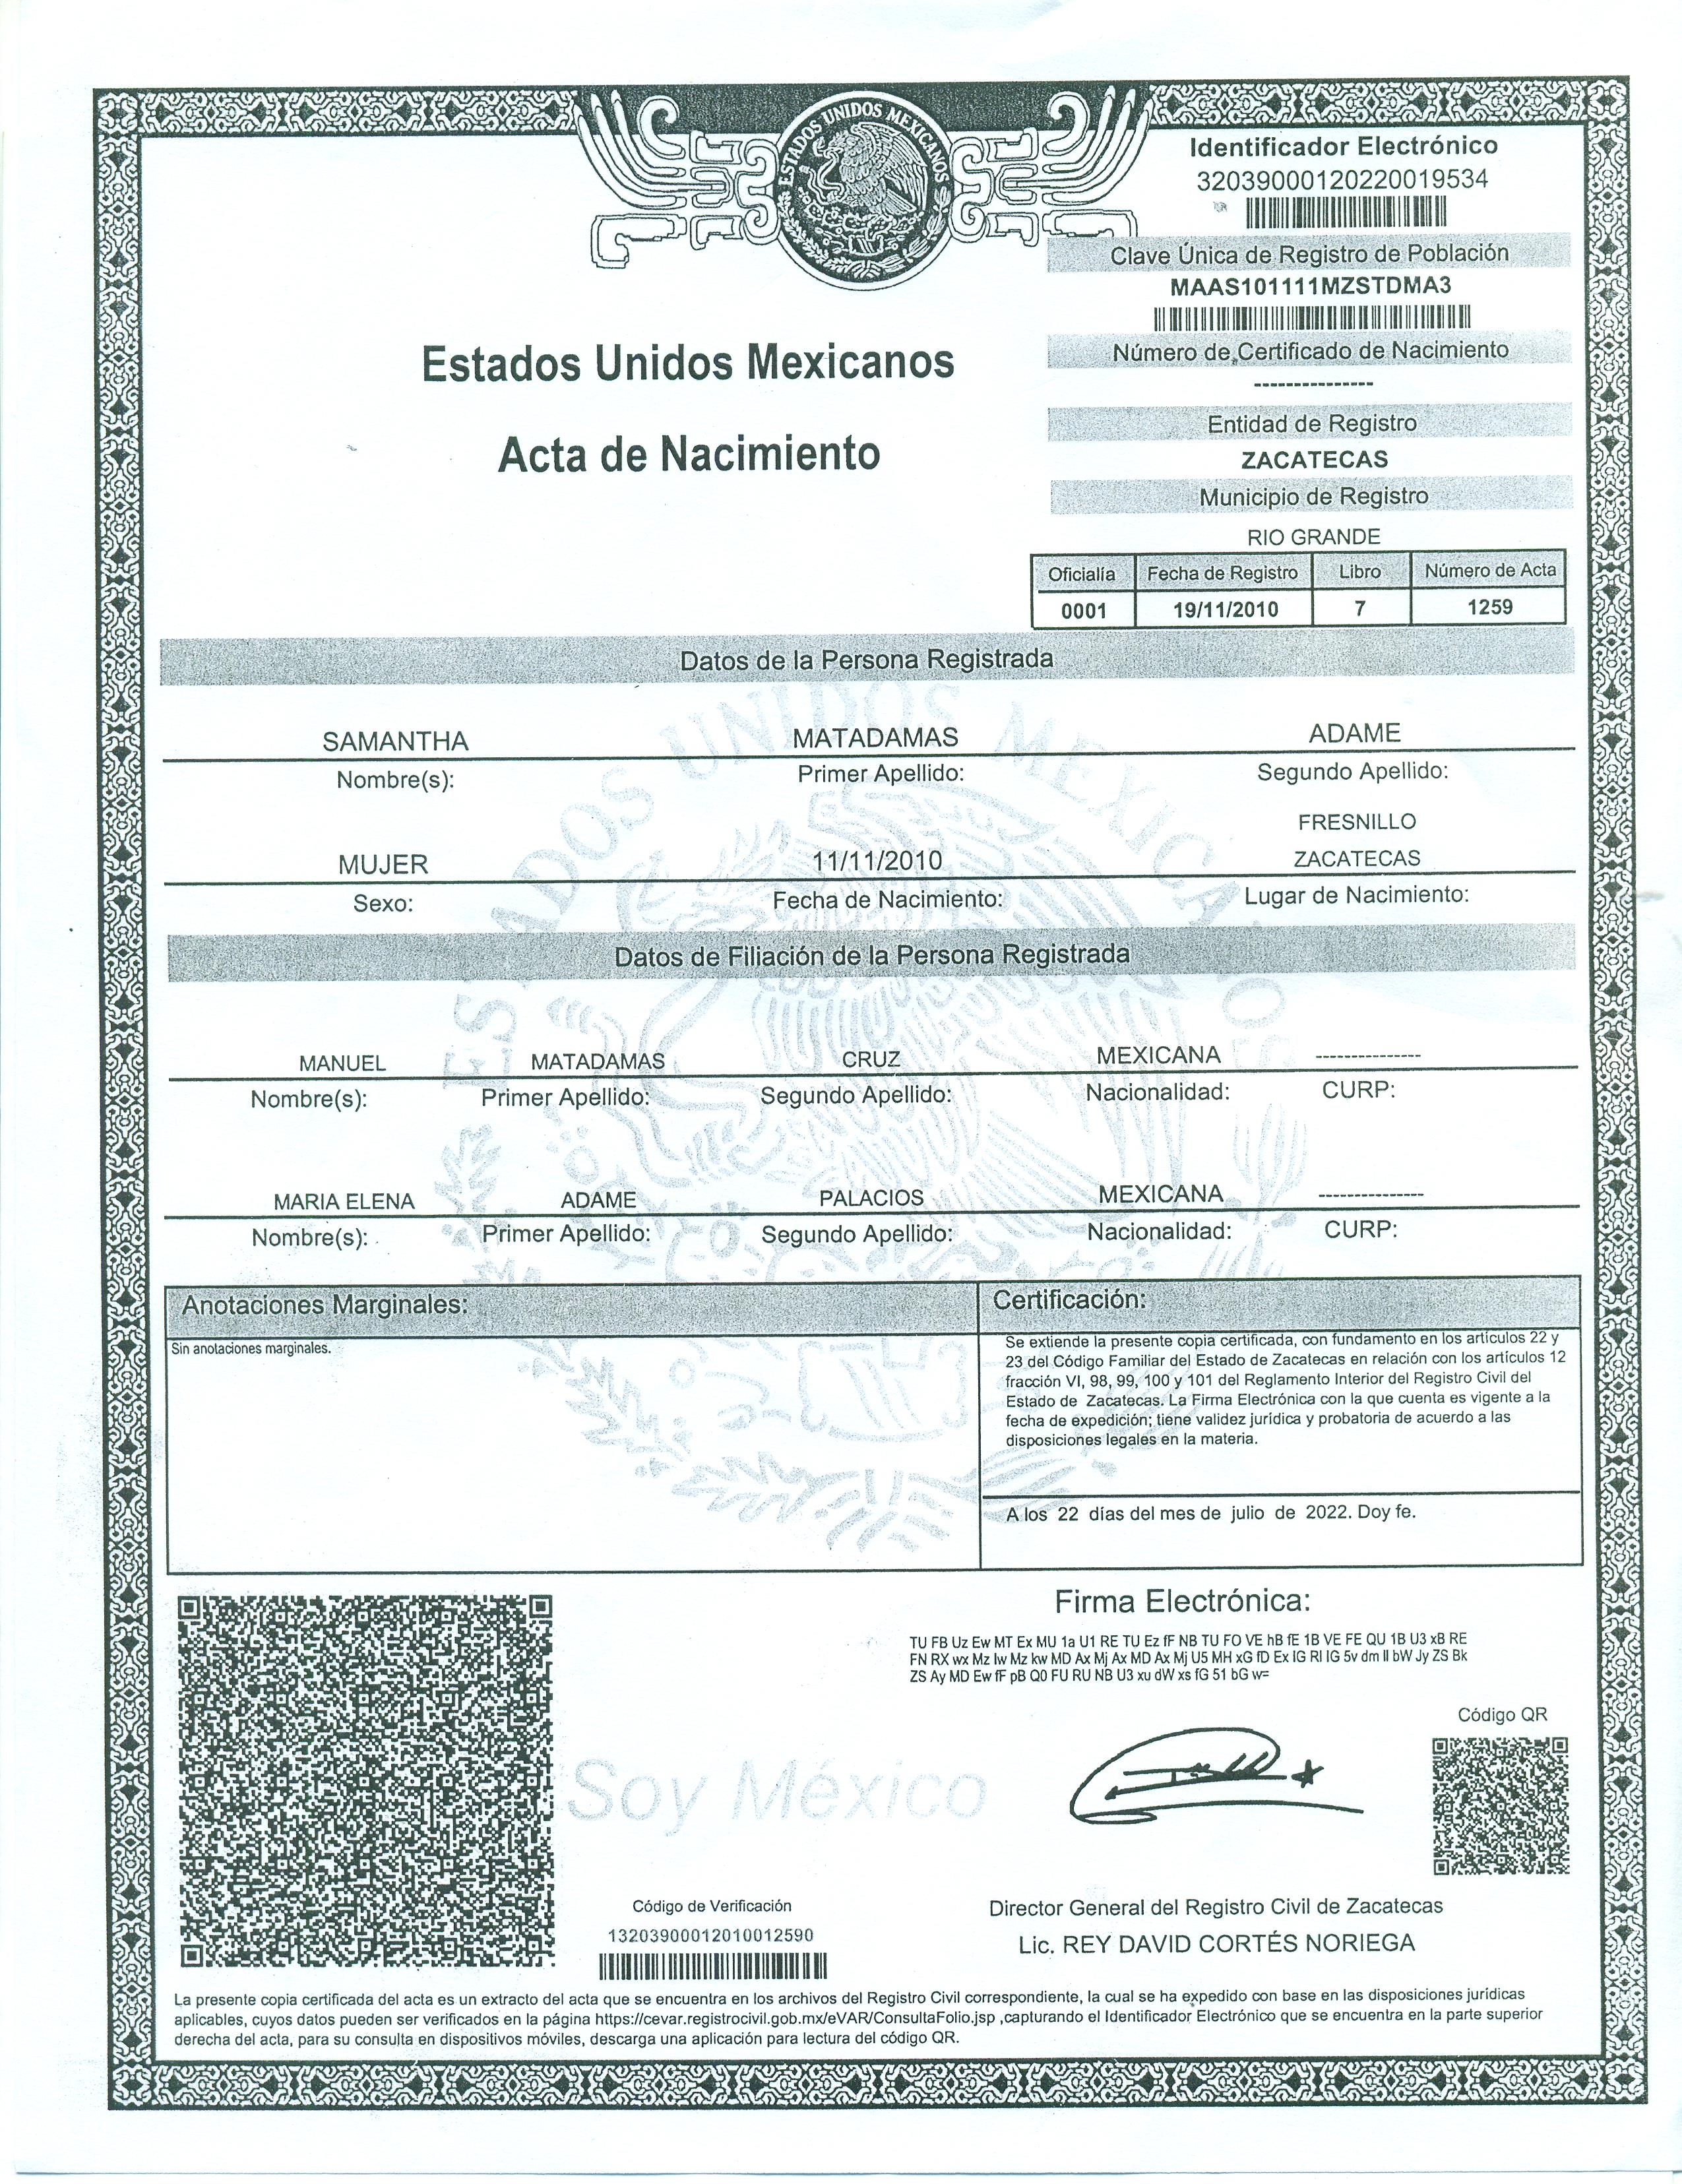 ESTADOS UNIDOS MEXICANOS
Identificador Electrónico
32039000120220019534
Clave Única de Registro de Población
MAAS101111MZSTDMA3
Número de Certificado de Nacimiento
---------------
Entidad de Registro
ZACATECAS
Municipio de Registro
RIO GRANDE
Oficialía Fecha de Registro Libro Número de Acta
0001 19/11/2010 7 1259
Estados Unidos Mexicanos
Acta de Nacimiento
Datos de la Persona Registrada
SAMANTHA MATADAMAS ADAME
Nombre(s): Primer Apellido: Segundo Apellido:
FRESNILLO
MUJER 11/11/2010 ZACATECAS
Sexo: Fecha de Nacimiento: Lugar de Nacimiento:
Datos de Filiación de la Persona Registrada
MANUEL MATADAMAS CRUZ MEXICANA ---------------
Nombre(s): Primer Apellido: Segundo Apellido: Nacionalidad: CURP:
MARIA ELENA ADAME PALACIOS MEXICANA ---------------
Nombre(s): Primer Apellido: Segundo Apellido: Nacionalidad: CURP:
ESTADOS UNIDOS MEXICANOS
Anotaciones Marginales:
Sin anotaciones marginales.
Certificación:
Se extiende la presente copia certificada, con fundamento en los artículos 22 y
23 del Código Familiar del Estado de Zacatecas en relación con los artículos 12
fracción VI, 98, 99, 100 y 101 del Reglamento Interior del Registro Civil del
Estado de Zacatecas. La Firma Electrónica con la que cuenta es vigente a la
fecha de expedición; tiene validez jurídica y probatoria de acuerdo a las
disposiciones legales en la materia.
A los 22 días del mes de julio de 2022. Doy fe.
Firma Electrónica:
TU FB Uz Ew MT Ex MU 1a U1 RE TU Ez fF NB TU FO VE hB fE 1B VE FE QU 1B U3 xB RE
FN RX wx Mz Iw Mz kw MD Ax Mj Ax MD Ax Mj U5 MH xG fD Ex IG RI IG 5v dm ll bW Jy ZS Bk
ZS Ay MD Ew fF pB Q0 FU RU NB U3 xu dW xs fG 51 bG w=
Código QR
Soy México
Código de Verificación
13203900012010012590
Director General del Registro Civil de Zacatecas
Lic. REY DAVID CORTÉS NORIEGA
La presente copia certificada del acta es un extracto del acta que se encuentra en los archivos del Registro Civil correspondiente, la cual se ha expedido con base en las disposiciones jurídicas
aplicables, cuyos datos pueden ser verificados en la página https://cevar.registrocivil.gob.mx/eVAR/ConsultaFolio.jsp ,capturando el Identificador Electrónico que se encuentra en la parte superior
derecha del acta, para su consulta en dispositivos móviles, descarga una aplicación para lectura del código QR.